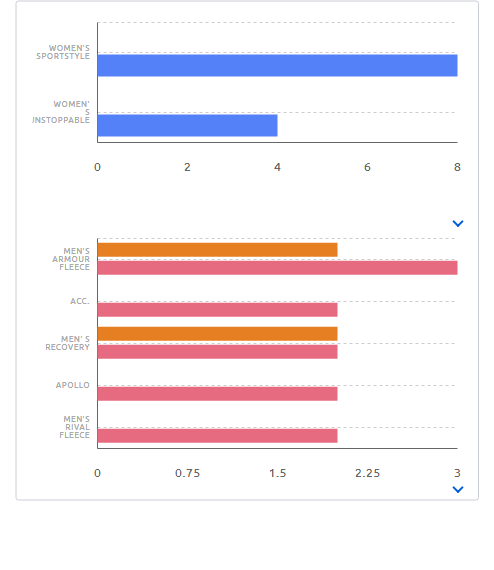 WOMEN'S
SPORTSTYLE
WOMEN'
S
UNSTOPPABLE
0 2 4 6 8
MEN'S
ARMOUR
FLEECE
ACC.
MEN' S
RECOVERY
APOLLO
MEN'S
RIVAL
FLEECE
0 0.75 1.5 2.25 3